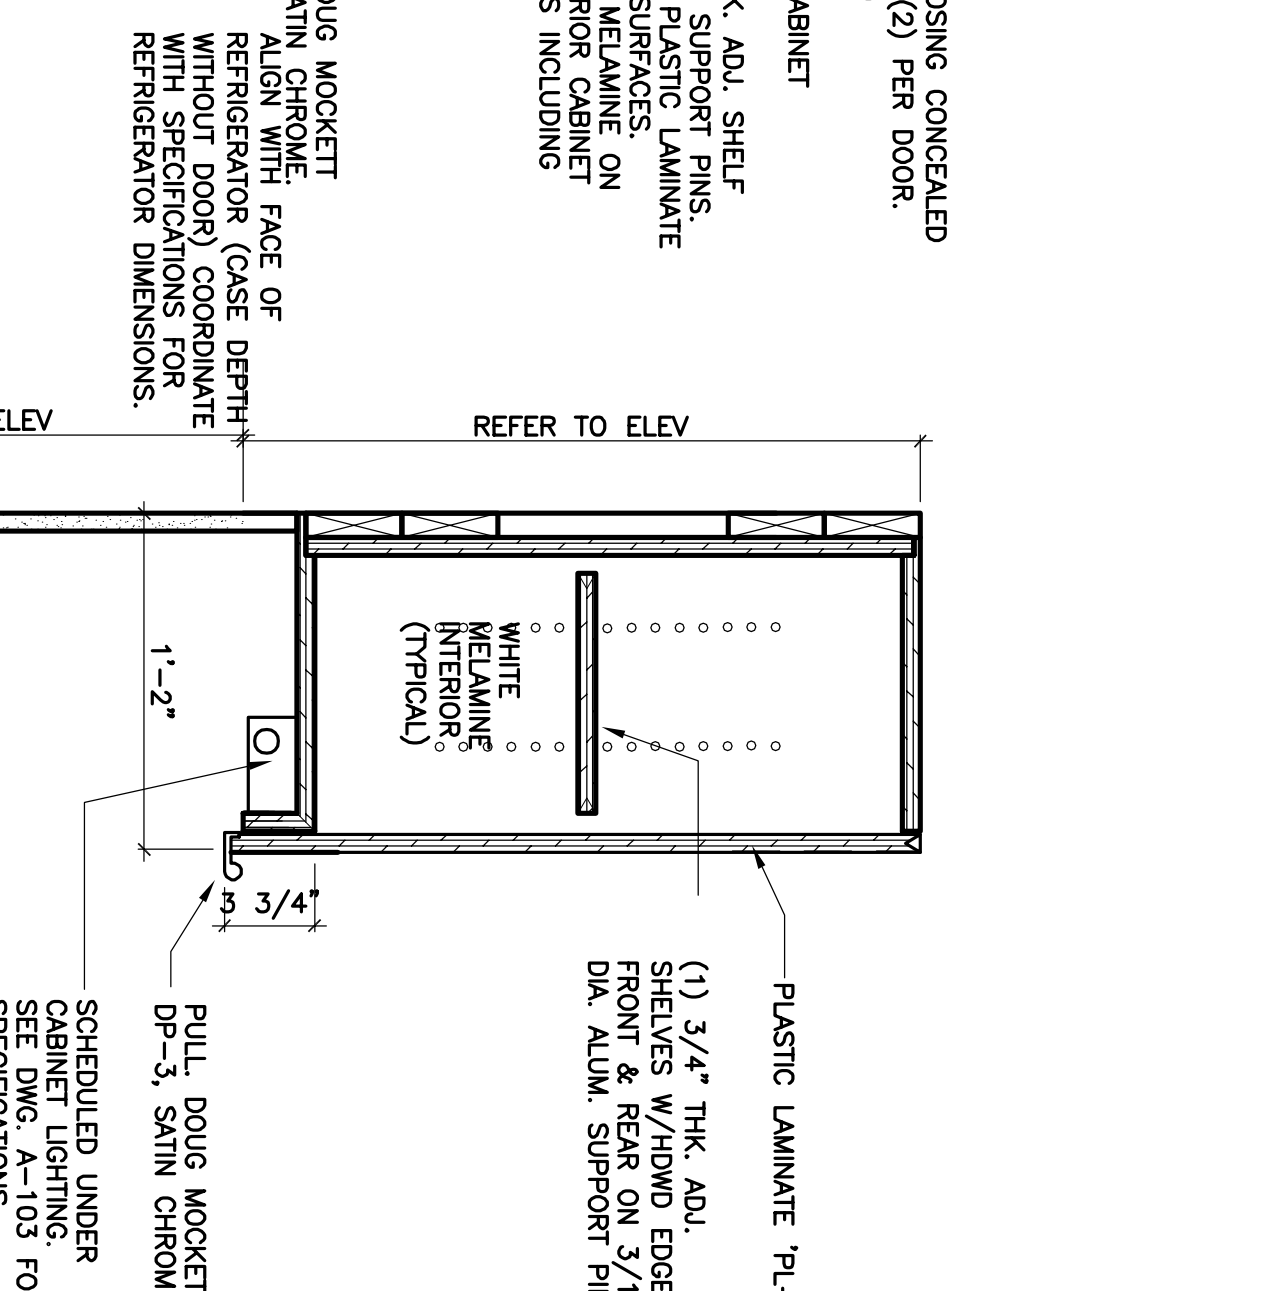 OSING CONCEALED
(2) PER DOOR.
ABINET
K. ADJ. SHELF
SUPPORT PINS.
PLASTIC LAMINATE
SURFACES.
MELAMINE ON
RIOR CABINET
S INCLUDING
OUG MOCKETT
ATIN CHROME.
ALIGN WITH FACE OF
REFRIGERATOR (CASE DEPTH
WITHOUT DOOR) COORDINATE
WITH SPECIFICATIONS FOR
REFRIGERATOR DIMENSIONS.
ELEV
REFER TO ELEV
WHITE
MELAMINE
INTERIOR
(TYPICAL)
1'-2"
3 3/4"
PLASTIC LAMINATE 'PL-
(1) 3/4" THK. ADJ.
SHELVES W/HDWD EDGE
FRONT & REAR ON 3/1
DIA. ALUM. SUPPORT PI
PULL. DOUG MOCKET
DP-3, SATIN CHROM
SCHEDULED UNDER
CABINET LIGHTING.
SEE DWG. A-103 FO
SPECIFICATIONS